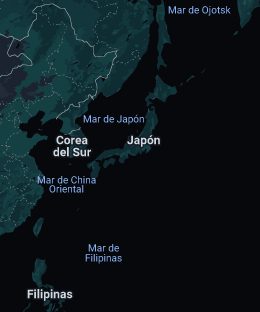 Mar de Ojotsk
Mar de Japón
Corea
del Sur
Japón
Mar de China
Oriental
Mar de
Filipinas
Filipinas